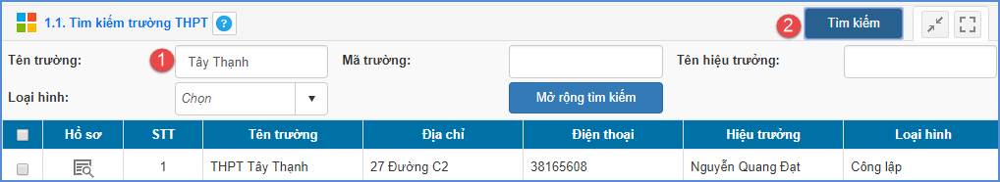 1.1. Tìm kiếm trường THPT ? 2 Tìm kiếm
Tên trường: 1 Tây Thạnh Mã trường: Tên hiệu trưởng:
Loại hình: Chọn Mở rộng tìm kiếm
Hồ sơ STT Tên trường Địa chỉ Điện thoại Hiệu trưởng Loại hình
1 THPT Tây Thạnh 27 Đường C2 38165608 Nguyễn Quang Đạt Công lập